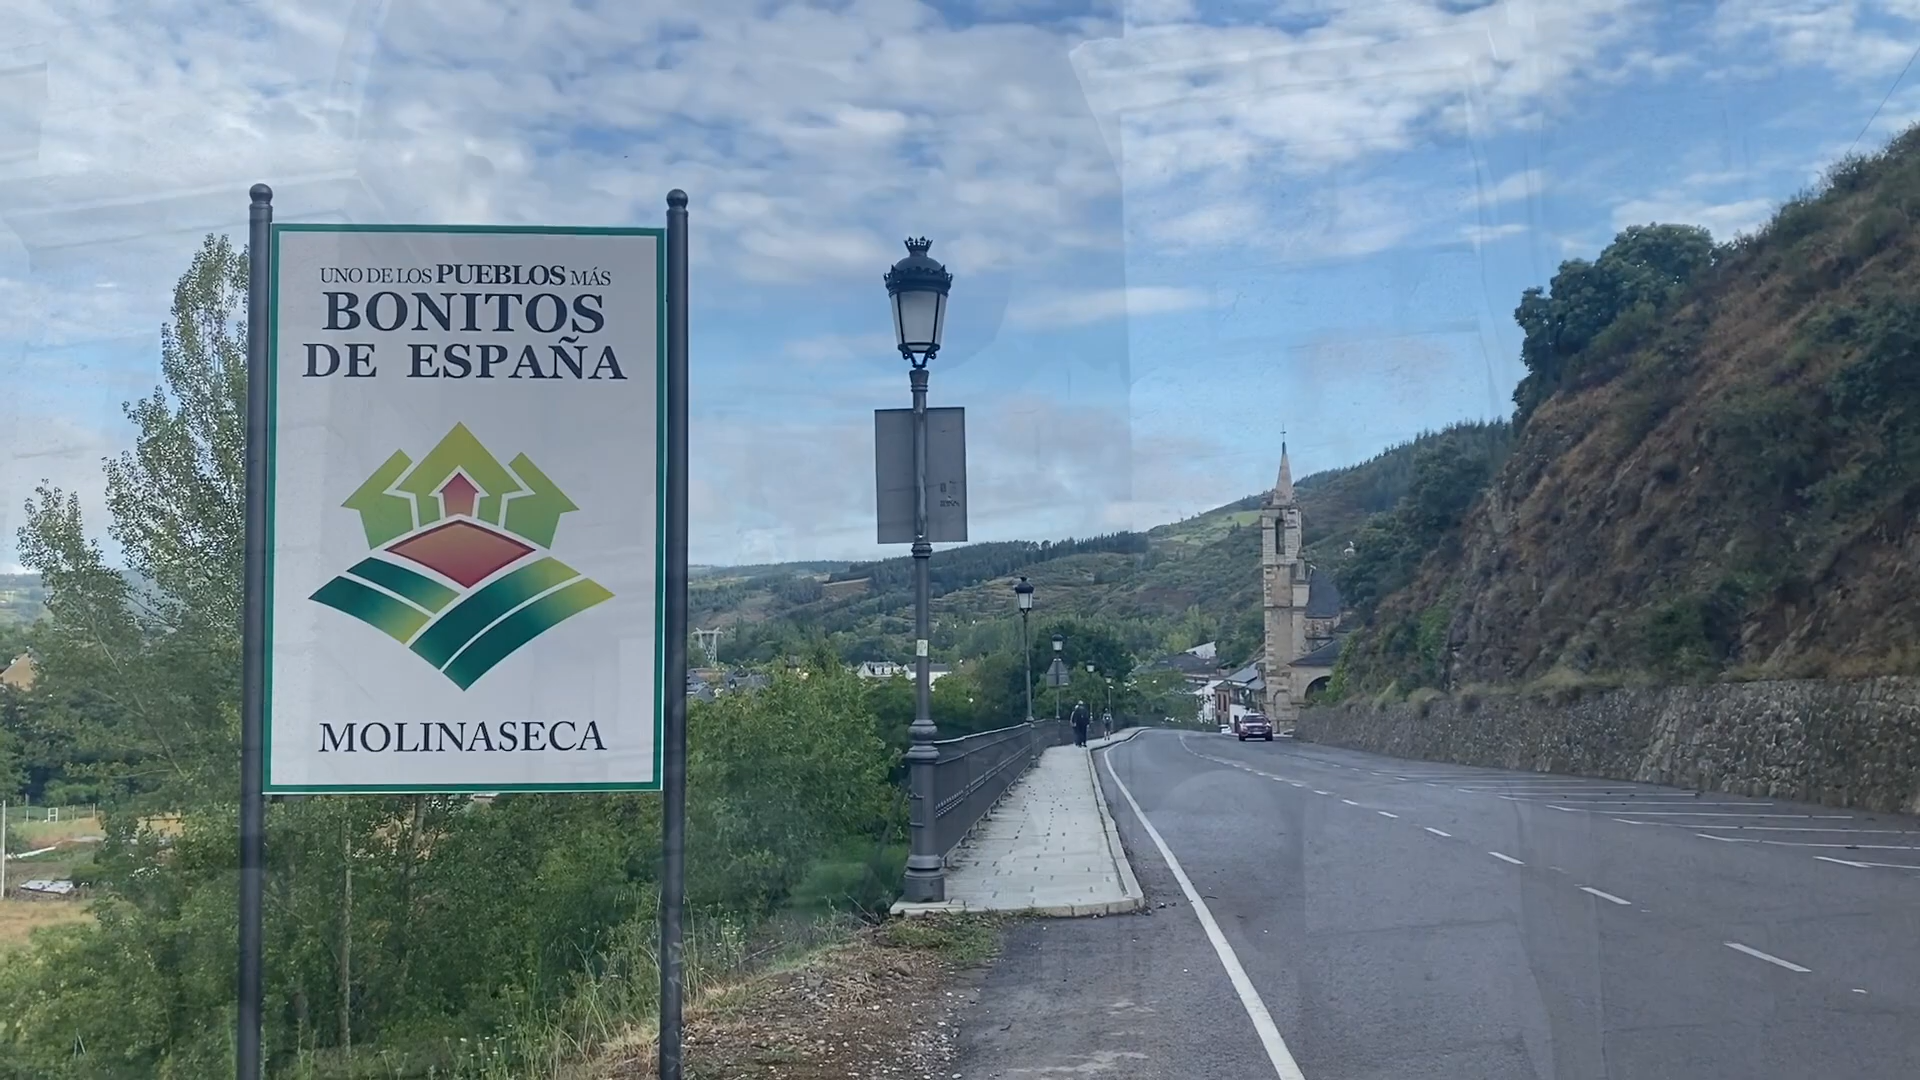 UNO DE LOS PUEBLOS MÁS
BONITOS
DE ESPAÑA
MOLINASECA